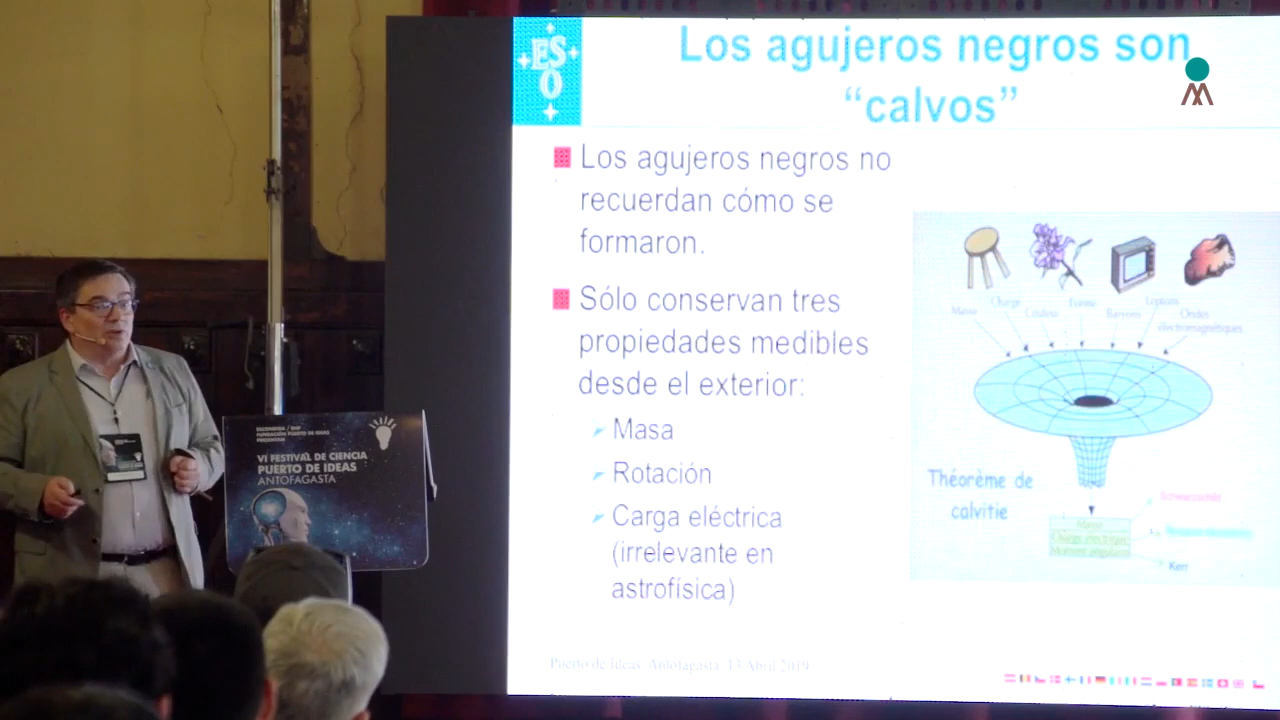 ES
O
Los agujeros negros son
“calvos”
Los agujeros negros no
recuerdan cómo se
formaron.
Sólo conservan tres
propiedades medibles
desde el exterior:
Masa
Rotación
Carga eléctrica
(irrelevante en
astrofísica)
Masse
Charge
Couleur
Forme
Baryons
Leptons
Ondes
électromagnétiques
Théorème de
calvitie
Schwarzschild
Masse
Charge électrique
Moment angulaire
Kerr
Puerto de Ideas, Antofagasta, 13 Abril 2019
ESCONDIDA / BHP
FUNDACIÓN PUERTO DE IDEAS
PRESENTAN
VI FESTIVAL DE CIENCIA
PUERTO DE IDEAS
ANTOFAGASTA